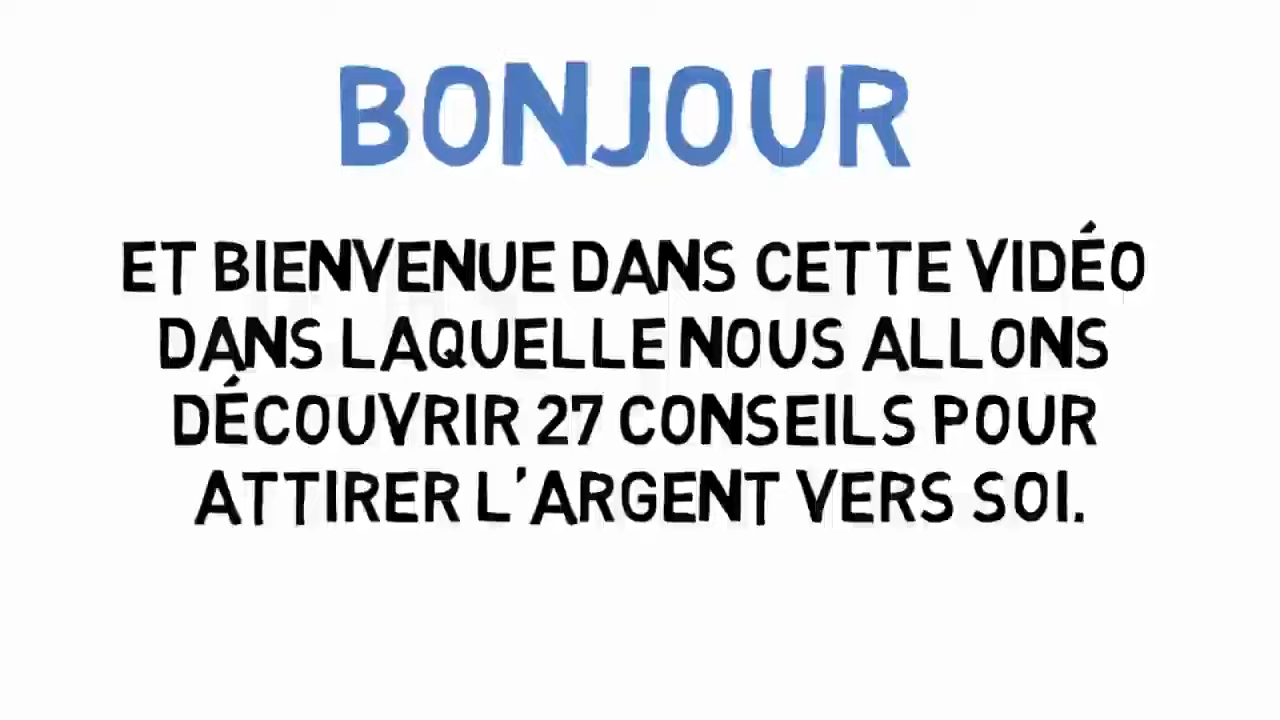 BONJOUR
ET BIENVENUE DANS CETTE VIDÉO
DANS LAQUELLE NOUS ALLONS
DÉCOUVRIR 27 CONSEILS POUR
ATTIRER L'ARGENT VERS SOI.